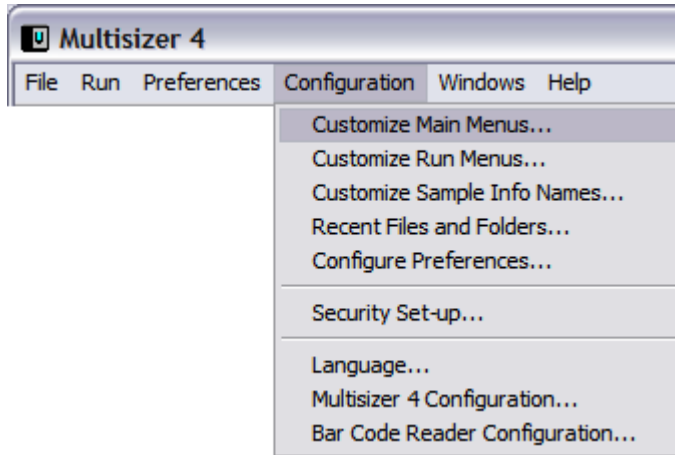 Multisizer 4
File Run Preferences Configuration Windows Help
Customize Main Menus...
Customize Run Menus...
Customize Sample Info Names...
Recent Files and Folders...
Configure Preferences...
Security Set-up...
Language...
Multisizer 4 Configuration...
Bar Code Reader Configuration...